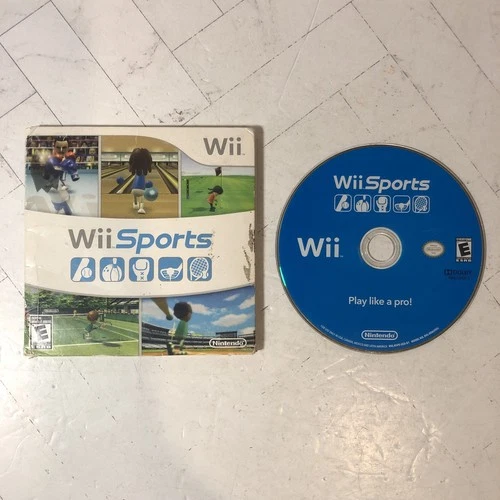 Wii
Wii Sports
E
Nintendo
Wii Sports
Wii
E
Play like a pro!
Nintendo